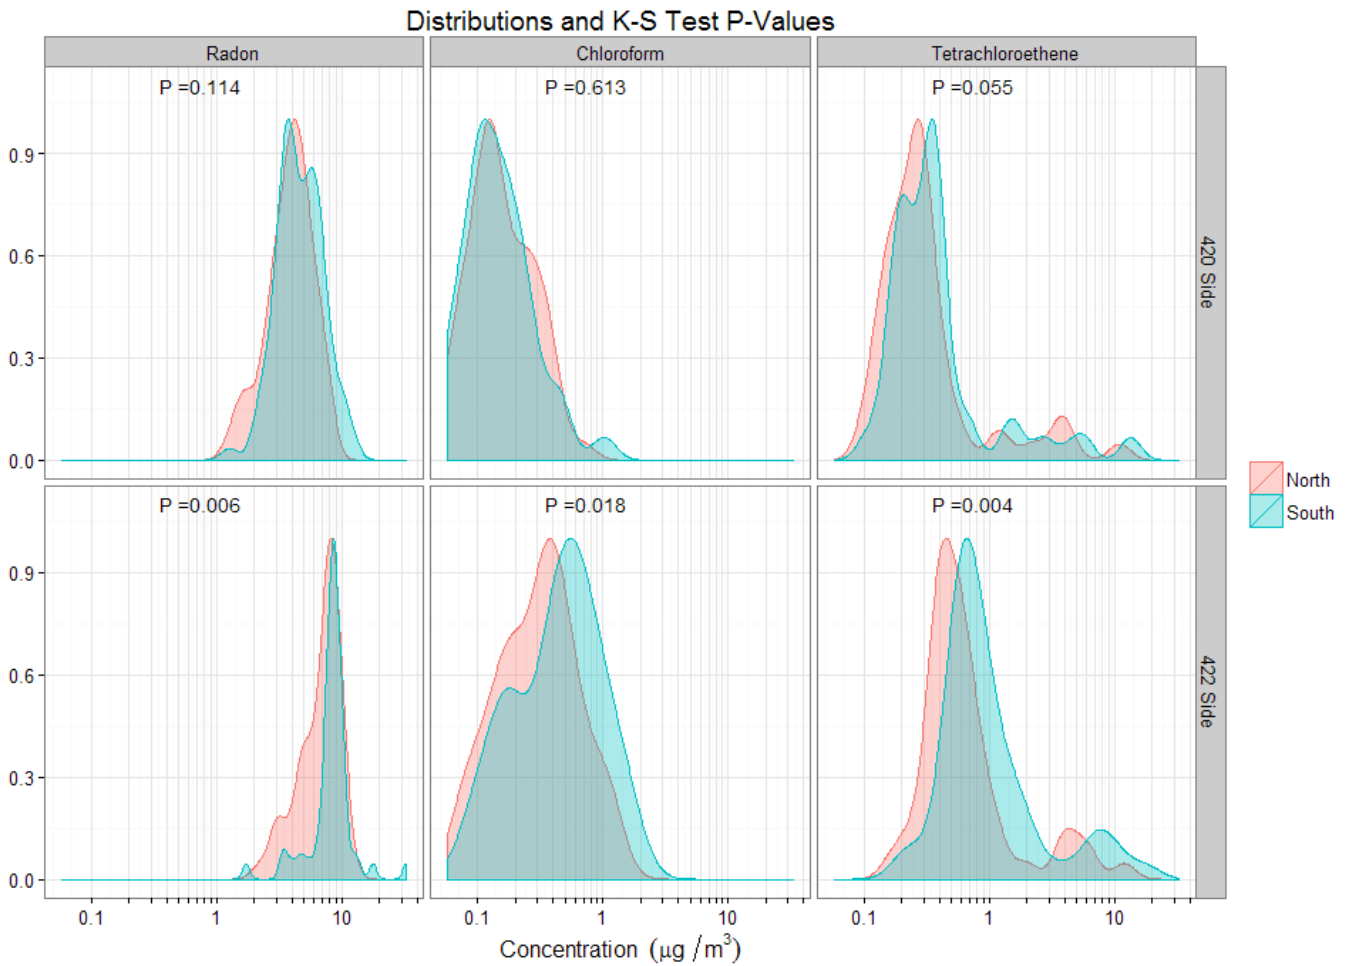 Distributions and K-S Test P-Values
Radon
Chloroform
Tetrachloroethene
P =0.114
P =0.613
P =0.055
0.9
0.6
0.3
0.0
420 Side
P =0.006
P =0.018
P =0.004
0.9
0.6
0.3
0.0
422 Side
0.1 1 10
0.1 1 10
0.1 1 10
Concentration (μg /m³)
North
South